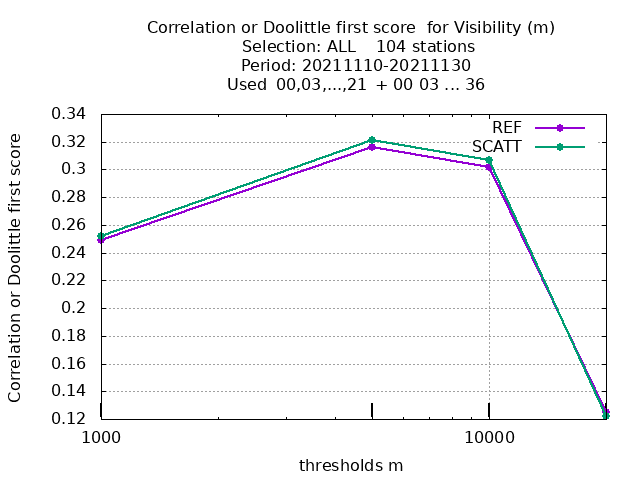 Correlation or Doolittle first score  for Visibility (m)
Selection: ALL    104 stations
Period: 20211110-20211130
Used  00,03,...,21  + 00 03 ... 36
Correlation or Doolittle first score
0.34
0.32
0.3
0.28
0.26
0.24
0.22
0.2
0.18
0.16
0.14
0.12
REF
SCATT
1000
10000
thresholds m